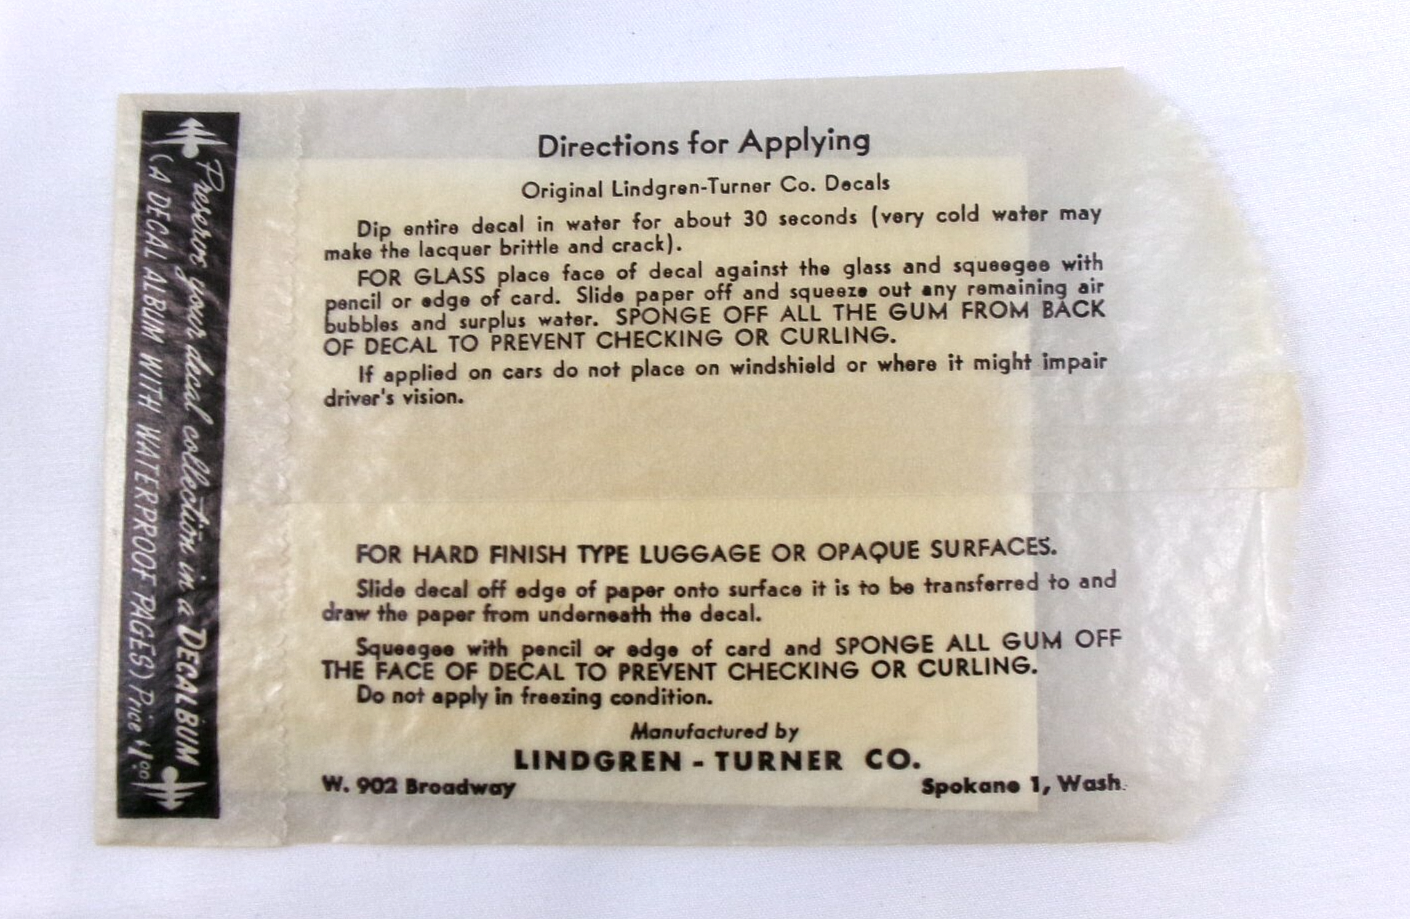 Directions for Applying
Original Lindgren-Turner Co. Decals
Dip entire decal in water for about 30 seconds (very cold water may
make the lacquer brittle and crack).
FOR GLASS place face of decal against the glass and squeegee with
pencil or edge of card. Slide paper off and squeeze out any remaining air
bubbles and surplus water. SPONGE OFF ALL THE GUM FROM BACK
OF DECAL TO PREVENT CHECKING OR CURLING.
If applied on cars do not place on windshield or where it might impair
driver's vision.
FOR HARD FINISH TYPE LUGGAGE OR OPAQUE SURFACES.
Slide decal off edge of paper onto surface it is to be transferred to and
draw the paper from underneath the decal.
Squeegee with pencil or edge of card and SPONGE ALL GUM OFF
THE FACE OF DECAL TO PREVENT CHECKING OR CURLING.
Do not apply in freezing condition.
Manufactured by
LINDGREN - TURNER CO.
W. 902 Broadway Spokane 1, Wash.
Preserve your decal collection in a DECALBUM
(A DECAL ALBUM WITH WATERPROOF PAGES) Price $1.00